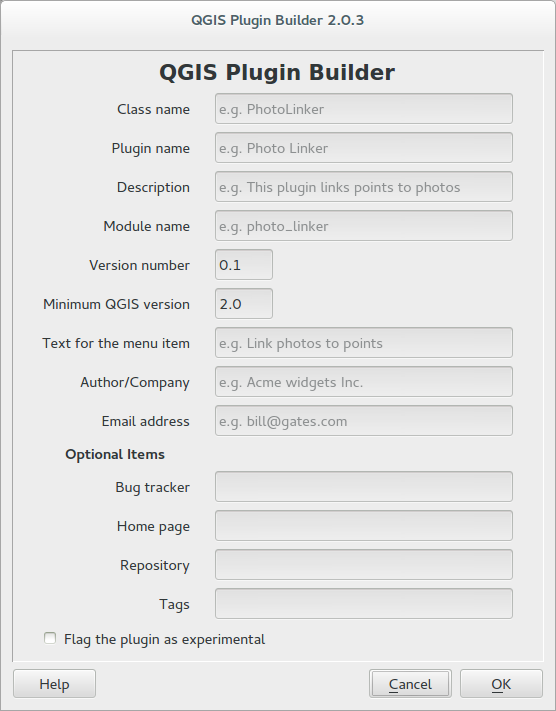 QGIS Plugin Builder 2.0.3
QGIS Plugin Builder
Class name e.g. PhotoLinker
Plugin name e.g. Photo Linker
Description e.g. This plugin links points to photos
Module name e.g. photo_linker
Version number 0.1
Minimum QGIS version 2.0
Text for the menu item e.g. Link photos to points
Author/Company e.g. Acme widgets Inc.
Email address e.g. bill@gates.com
Optional Items
Bug tracker
Home page
Repository
Tags
Flag the plugin as experimental
Help Cancel OK